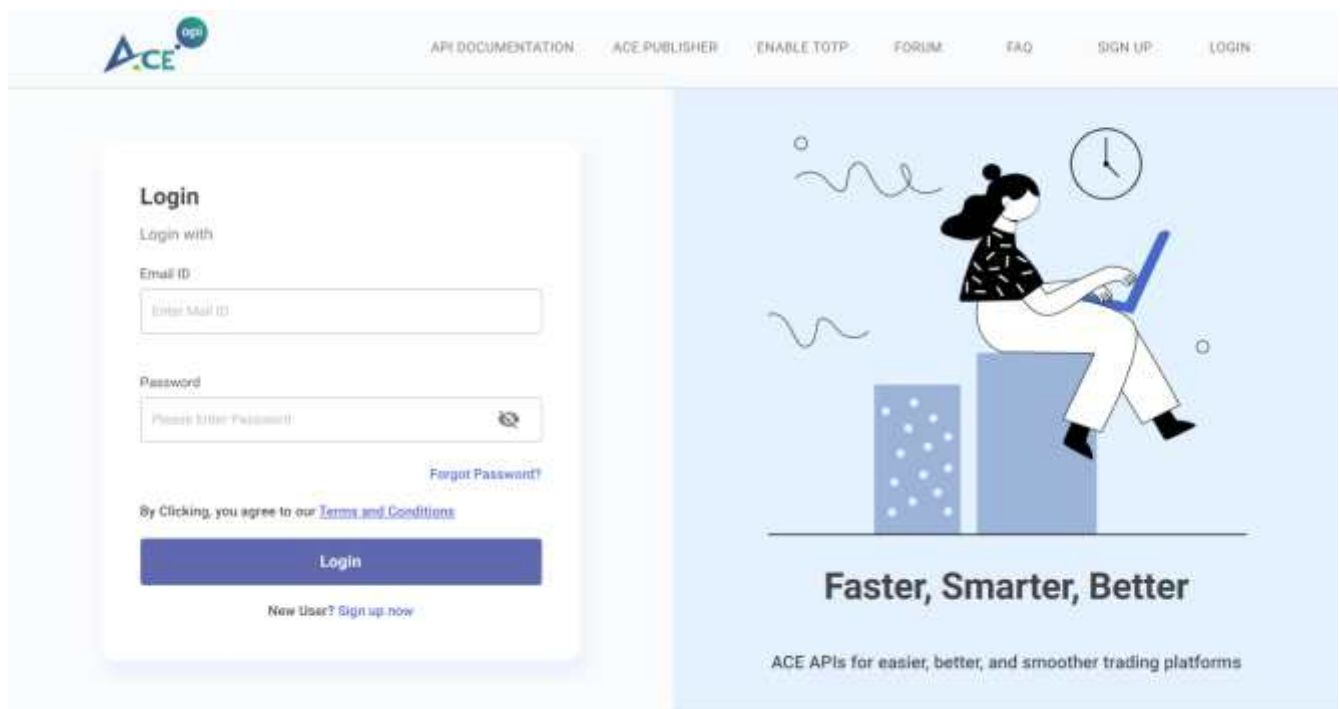 ACE opi
API DOCUMENTATION ACE PUBLISHER ENABLE TOTP FORUM FAQ SIGN UP LOGIN
Login
Login with
Email ID
Enter Mail ID
Password
Please Enter Password
Forgot Password?
By Clicking, you agree to our Terms and Conditions
Login
New User? Sign up now
Faster, Smarter, Better
ACE APIs for easier, better, and smoother trading platforms